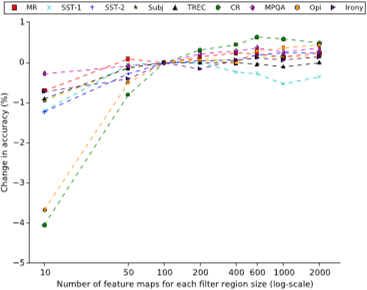 MR SST-1 SST-2 Subj TREC CR MPQA Opi Irony
1
0
−1
−2
−3
−4
−5
Change in accuracy (%)
10 50 100 200 400 600 1000 2000
Number of feature maps for each filter region size (log-scale)